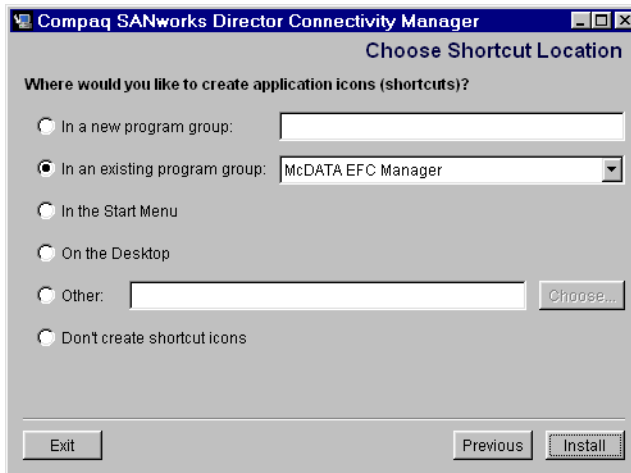 Compaq SANworks Director Connectivity Manager
Choose Shortcut Location
Where would you like to create application icons (shortcuts)?
In a new program group:
In an existing program group: McDATA EFC Manager
In the Start Menu
On the Desktop
Other: Choose...
Don't create shortcut icons
Exit Previous Install